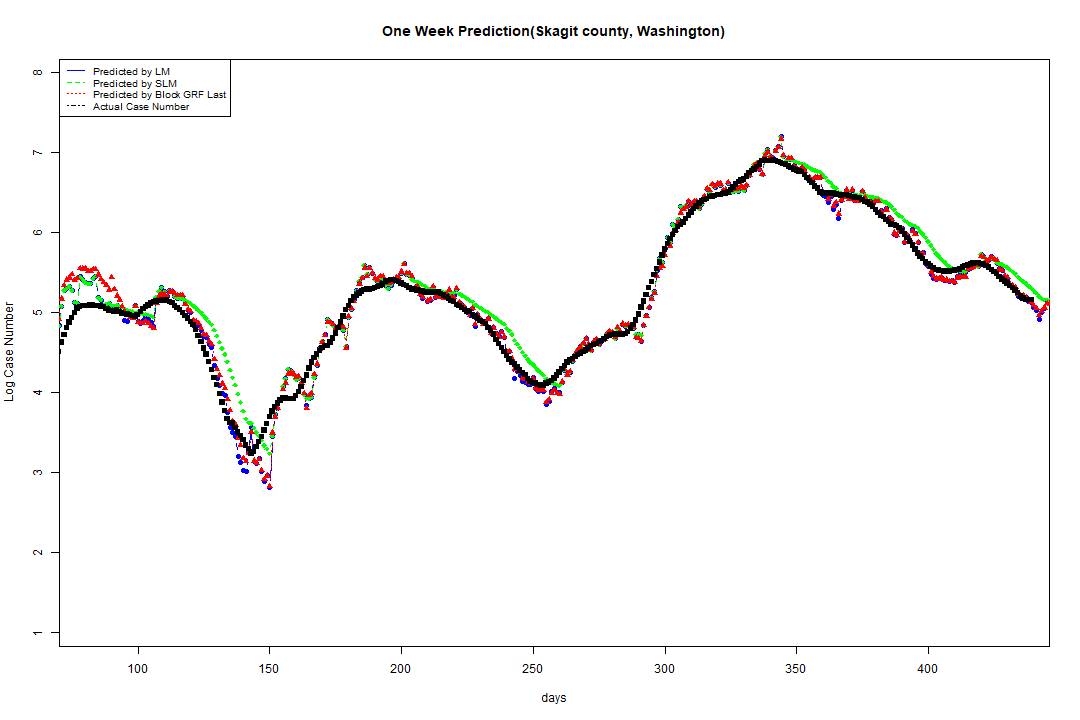 One Week Prediction(Skagit county, Washington)
Predicted by LM
Predicted by SLM
Predicted by Block GRF Last
Actual Case Number
8
7
6
5
4
3
2
1
Log Case Number
100 150 200 250 300 350 400
days